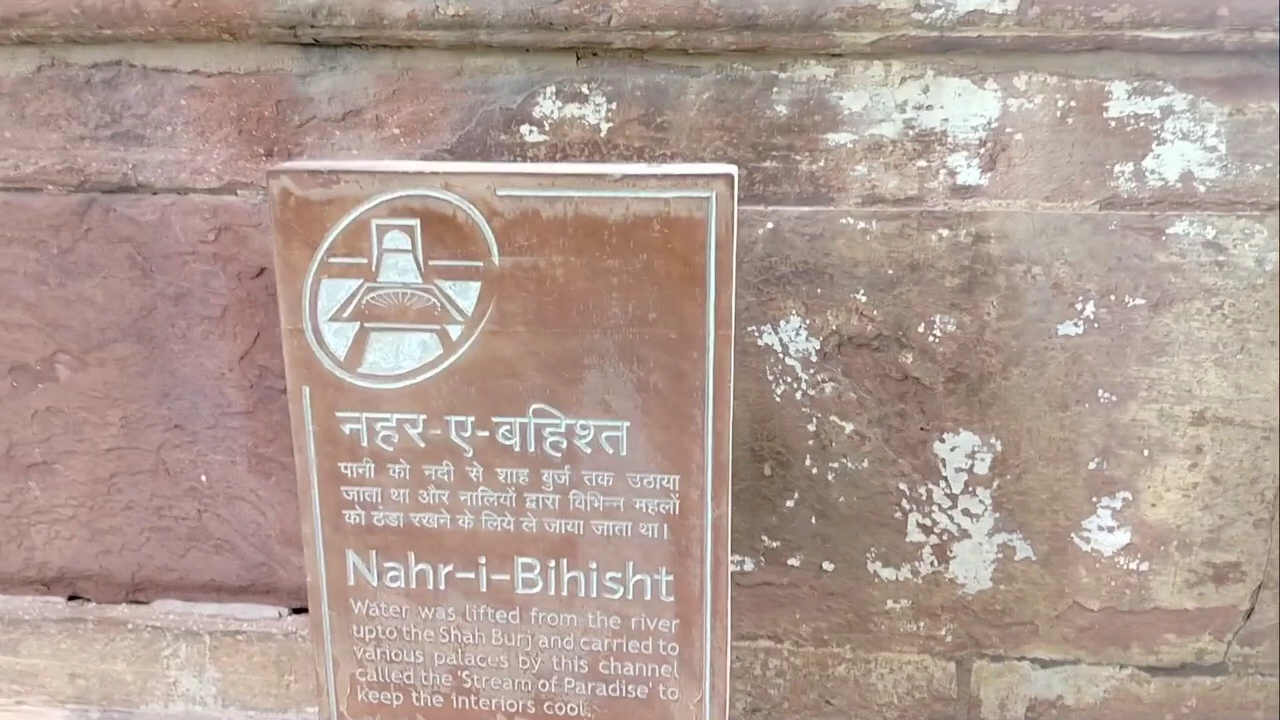 नहर-ए-बहिश्त
पानी को नदी से शाह बुर्ज तक उठाया
जाता था और नालियों द्वारा विभिन्न महलों
को ठंडा रखने के लिये ले जाया जाता था।
Nahr-i-Bihisht
Water was lifted from the river
upto the Shah Burj and carried to
various palaces by this channel
called the 'Stream of Paradise' to
keep the interiors cool.